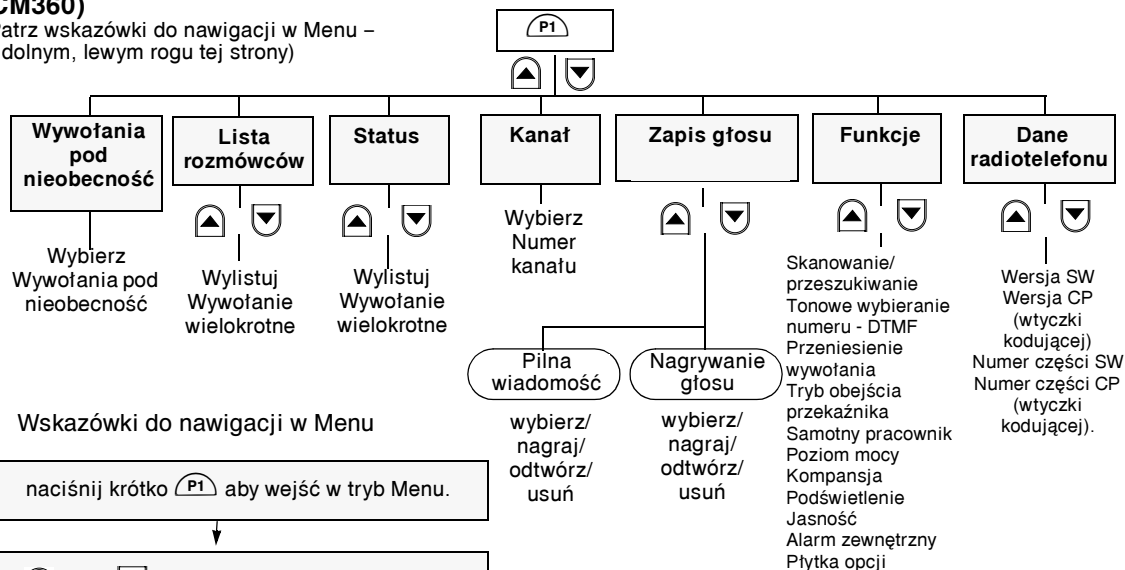 CM360)
Patrz wskazówki do nawigacji w Menu –
dolnym, lewym rogu tej strony)
P1
Wywołania
pod
nieobecność
Wybierz
Wywołania pod
nieobecność
Lista
rozmówców
Wylistuj
Wywołanie
wielokrotne
Status
Wylistuj
Wywołanie
wielokrotne
Kanał
Wybierz
Numer
kanału
Zapis głosu
Pilna
wiadomość
wybierz/
nagraj/
odtwórz/
usuń
Nagrywanie
głosu
wybierz/
nagraj/
odtwórz/
usuń
Funkcje
Skanowanie/
przeszukiwanie
Tonowe wybieranie
numeru - DTMF
Przeniesienie
wywołania
Tryb obejścia
przekaźnika
Samotny pracownik
Poziom mocy
Kompansja
Podświetlenie
Jasność
Alarm zewnętrzny
Płytka opcji
Dane
radiotelefonu
Wersja SW
Wersja CP
(wtyczki
kodującej)
Numer części SW
Numer części CP
(wtyczki
kodującej).
Wskazówki do nawigacji w Menu
naciśnij krótko P1 aby wejść w tryb Menu.